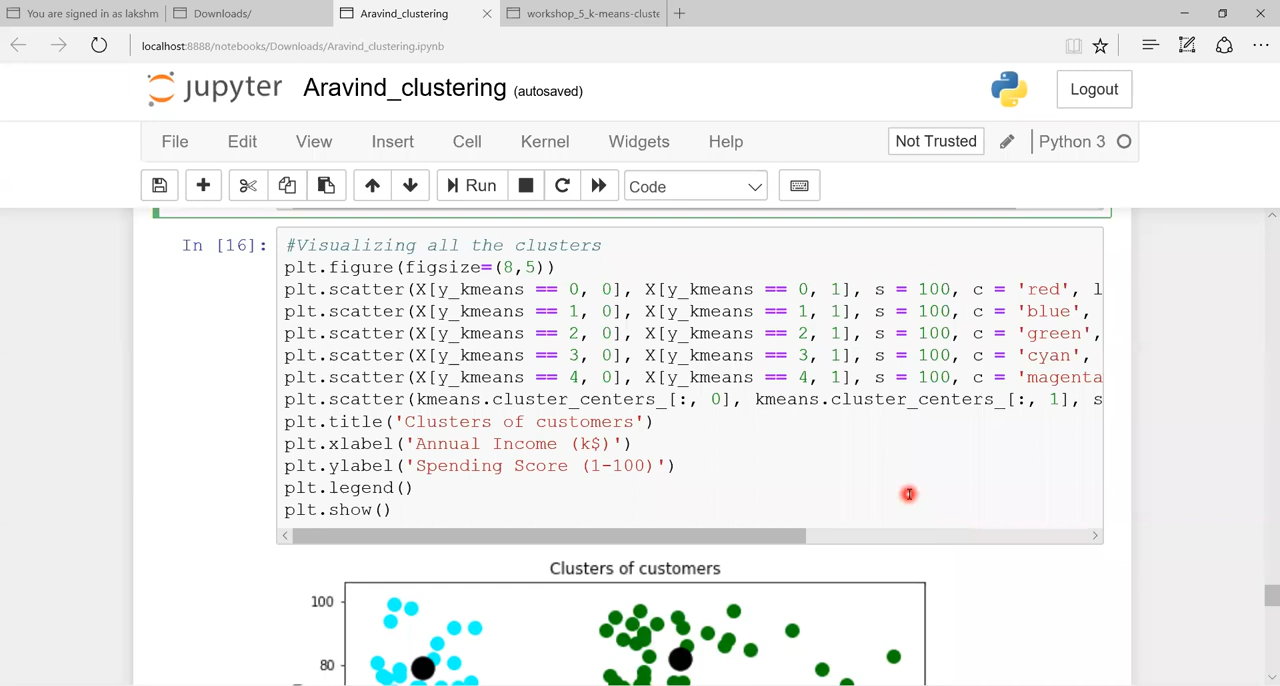 You are signed in as lakshm
Downloads/
Aravind_clustering
workshop_5_k-means-cluste
localhost:8888/notebooks/Downloads/Aravind_clustering.ipynb
jupyter Aravind_clustering (autosaved)
Logout
File Edit View Insert Cell Kernel Widgets Help
Not Trusted
Python 3
Run
Code
In [16]:
#Visualizing all the clusters
plt.figure(figsize=(8,5))
plt.scatter(X[y_kmeans == 0, 0], X[y_kmeans == 0, 1], s = 100, c = 'red', l
plt.scatter(X[y_kmeans == 1, 0], X[y_kmeans == 1, 1], s = 100, c = 'blue',
plt.scatter(X[y_kmeans == 2, 0], X[y_kmeans == 2, 1], s = 100, c = 'green',
plt.scatter(X[y_kmeans == 3, 0], X[y_kmeans == 3, 1], s = 100, c = 'cyan',
plt.scatter(X[y_kmeans == 4, 0], X[y_kmeans == 4, 1], s = 100, c = 'magenta
plt.scatter(kmeans.cluster_centers_[:, 0], kmeans.cluster_centers_[:, 1], s
plt.title('Clusters of customers')
plt.xlabel('Annual Income (k$)')
plt.ylabel('Spending Score (1-100)')
plt.legend()
plt.show()
Clusters of customers
100
80